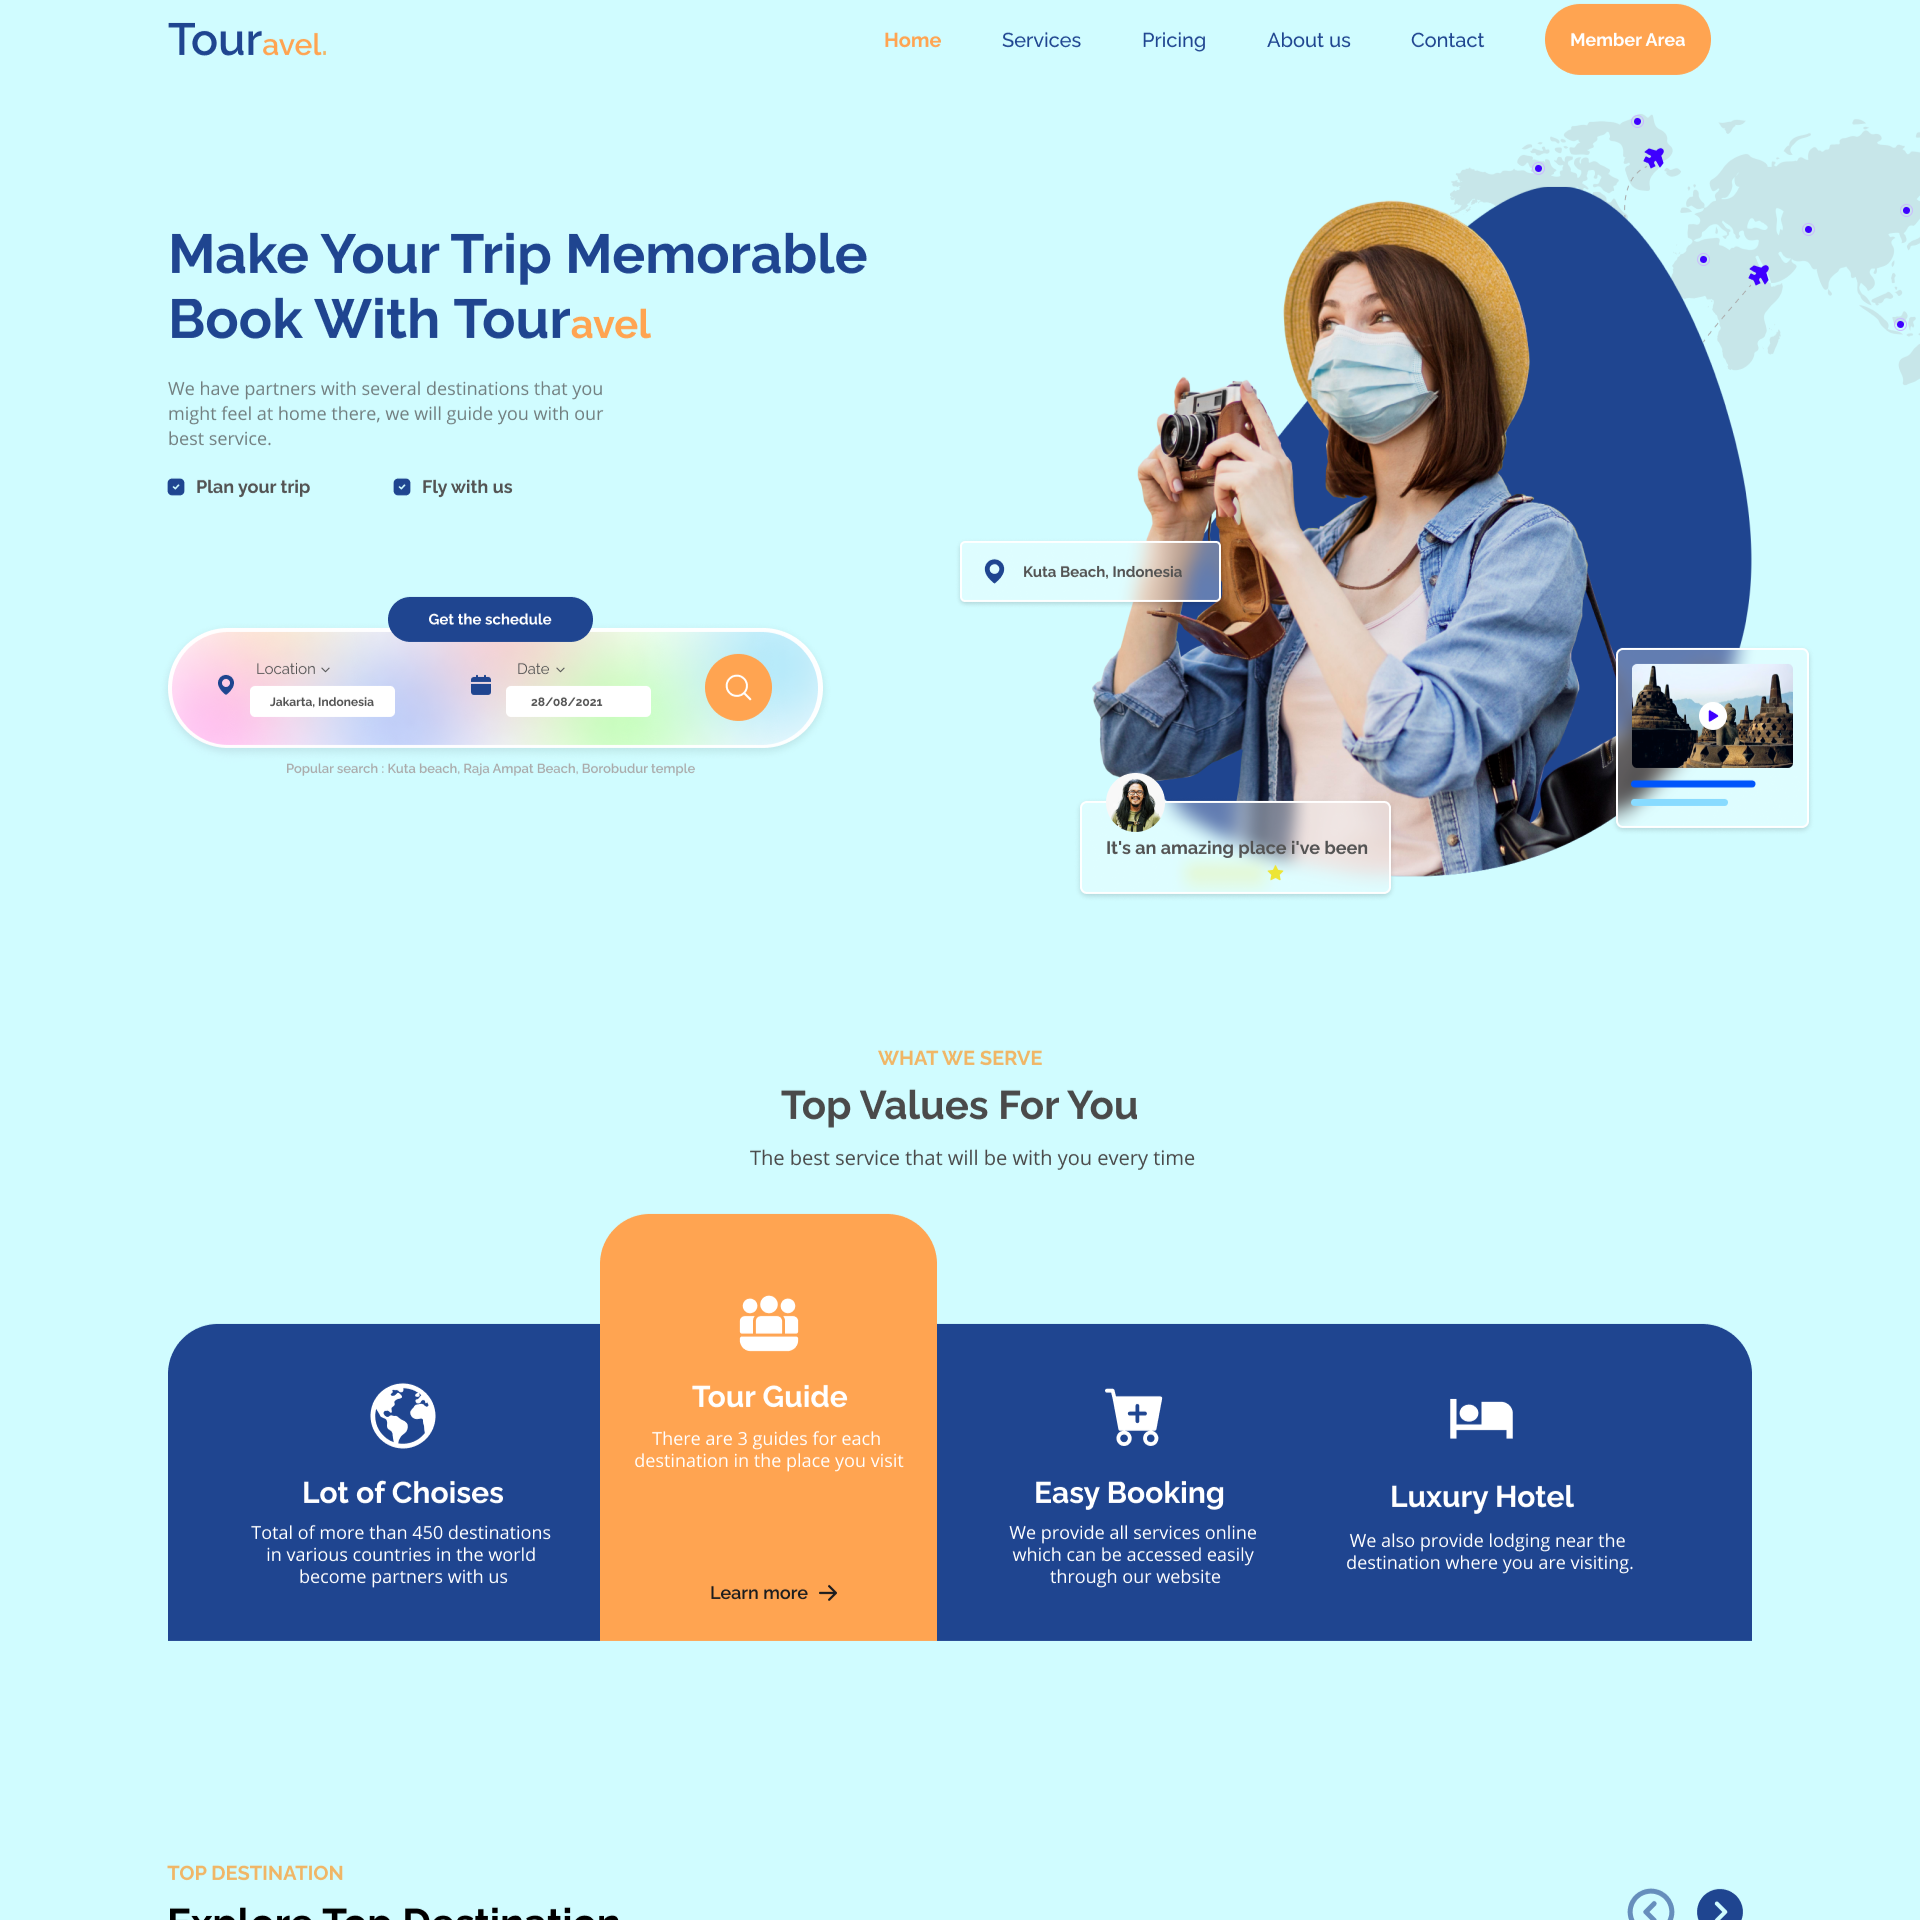 Touravel.
Home Services Pricing About us Contact Member Area
Make Your Trip Memorable
Book With Touravel
We have partners with several destinations that you
might feel at home there, we will guide you with our
best service.
Plan your trip Fly with us
Get the schedule
Location Date
Jakarta, Indonesia 28/08/2021
Popular search : Kuta beach, Raja Ampat Beach, Borobudur temple
Kuta Beach, Indonesia
It's an amazing place i've been
WHAT WE SERVE
Top Values For You
The best service that will be with you every time
Lot of Choises
Total of more than 450 destinations
in various countries in the world
become partners with us
Tour Guide
There are 3 guides for each
destination in the place you visit
Learn more
Easy Booking
We provide all services online
which can be accessed easily
through our website
Luxury Hotel
We also provide lodging near the
destination where you are visiting.
TOP DESTINATION
Explore Top Destination